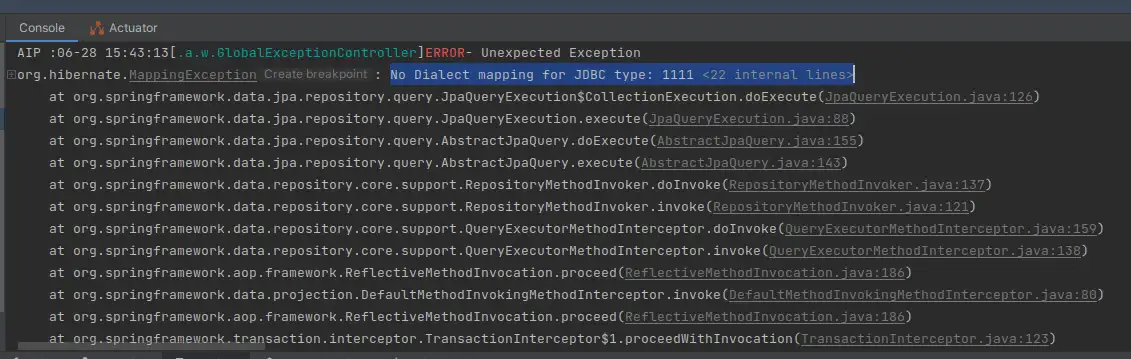 Console Actuator
AIP :06-28 15:43:13[.a.w.GlobalExceptionController]ERROR- Unexpected Exception
org.hibernate.MappingException Create breakpoint : No Dialect mapping for JDBC type: 1111 <22 internal lines>
at org.springframework.data.jpa.repository.query.JpaQueryExecution$CollectionExecution.doExecute(JpaQueryExecution.java:126)
at org.springframework.data.jpa.repository.query.JpaQueryExecution.execute(JpaQueryExecution.java:88)
at org.springframework.data.jpa.repository.query.AbstractJpaQuery.doExecute(AbstractJpaQuery.java:155)
at org.springframework.data.jpa.repository.query.AbstractJpaQuery.execute(AbstractJpaQuery.java:143)
at org.springframework.data.repository.core.support.RepositoryMethodInvoker.doInvoke(RepositoryMethodInvoker.java:137)
at org.springframework.data.repository.core.support.RepositoryMethodInvoker.invoke(RepositoryMethodInvoker.java:121)
at org.springframework.data.repository.core.support.QueryExecutorMethodInterceptor.doInvoke(QueryExecutorMethodInterceptor.java:159)
at org.springframework.data.repository.core.support.QueryExecutorMethodInterceptor.invoke(QueryExecutorMethodInterceptor.java:138)
at org.springframework.aop.framework.ReflectiveMethodInvocation.proceed(ReflectiveMethodInvocation.java:186)
at org.springframework.data.projection.DefaultMethodInvokingMethodInterceptor.invoke(DefaultMethodInvokingMethodInterceptor.java:80)
at org.springframework.aop.framework.ReflectiveMethodInvocation.proceed(ReflectiveMethodInvocation.java:186)
at org.springframework.transaction.interceptor.TransactionInterceptor$1.proceedWithInvocation(TransactionInterceptor.java:123)